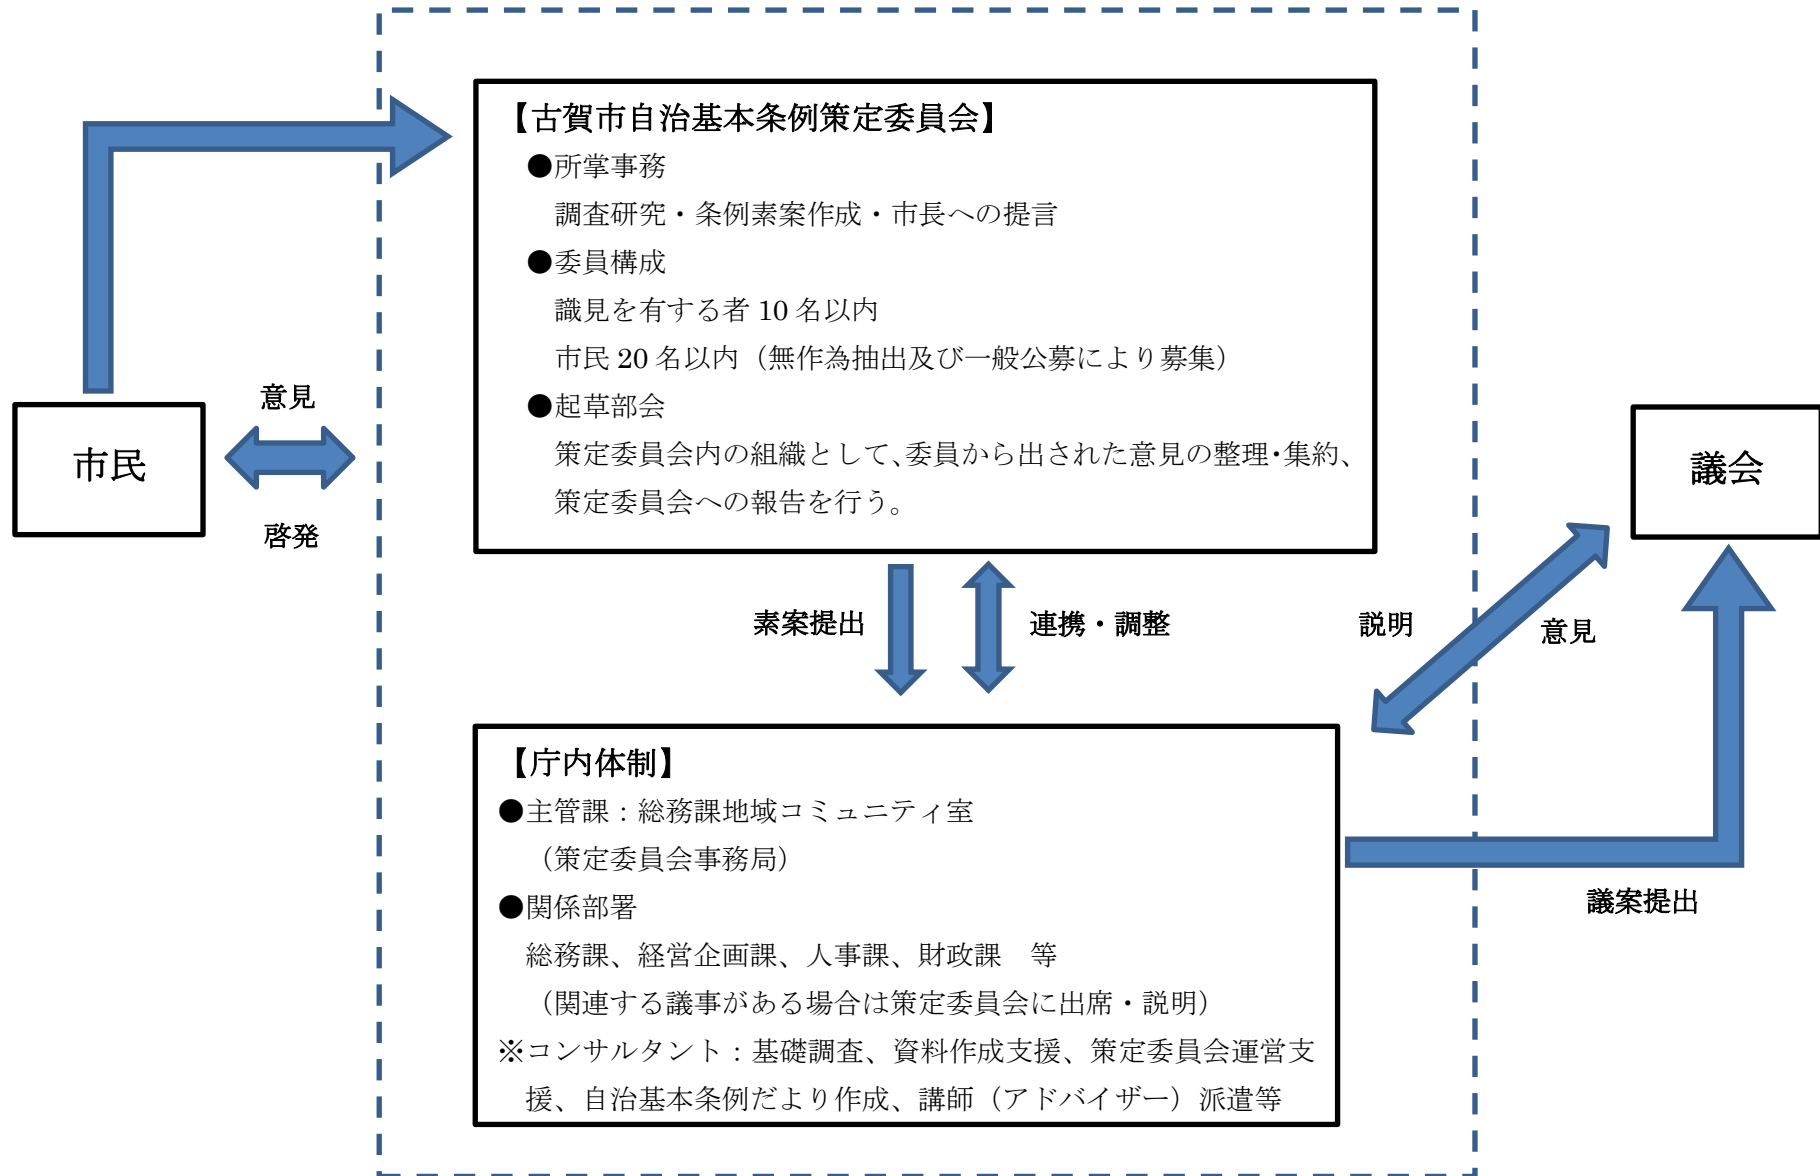 【古賀市自治基本条例策定委員会】
●所掌事務
調査研究・条例素案作成・市長への提言
●委員構成
識見を有する者 10 名以内
市民 20 名以内（無作為抽出及び一般公募により募集）
●起草部会
策定委員会内の組織として、委員から出された意見の整理・集約、
策定委員会への報告を行う。
意見
市民
啓発
議会
素案提出
連携・調整
説明
意見
【庁内体制】
●主管課：総務課地域コミュニティ室
（策定委員会事務局）
●関係部署
総務課、経営企画課、人事課、財政課　等
（関連する議事がある場合は策定委員会に出席・説明）
※コンサルタント：基礎調査、資料作成支援、策定委員会運営支
援、自治基本条例だより作成、講師（アドバイザー）派遣等
議案提出